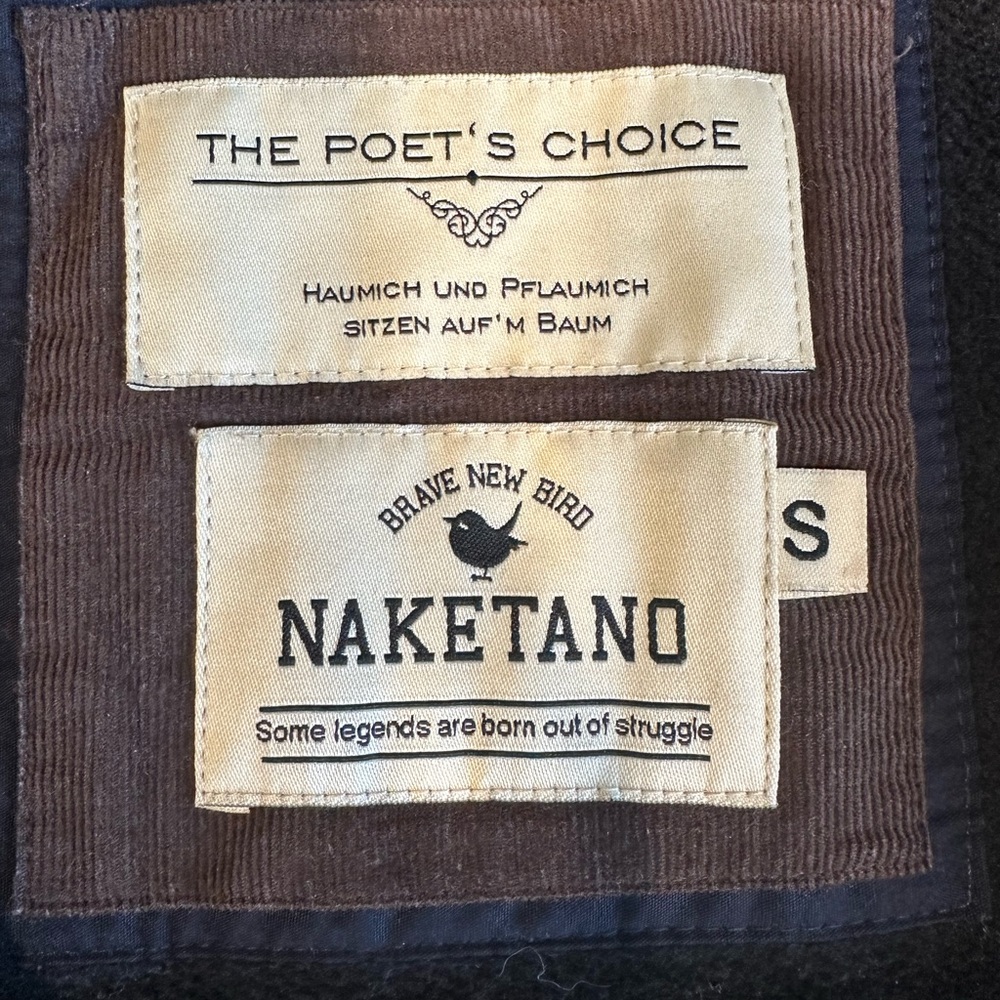 THE POET'S CHOICE
HAUMICH UND PFLAUMICH
SITZEN AUF'M BAUM
BRAVE NEW BIRD
NAKETANO
S
Some legends are born out of struggle